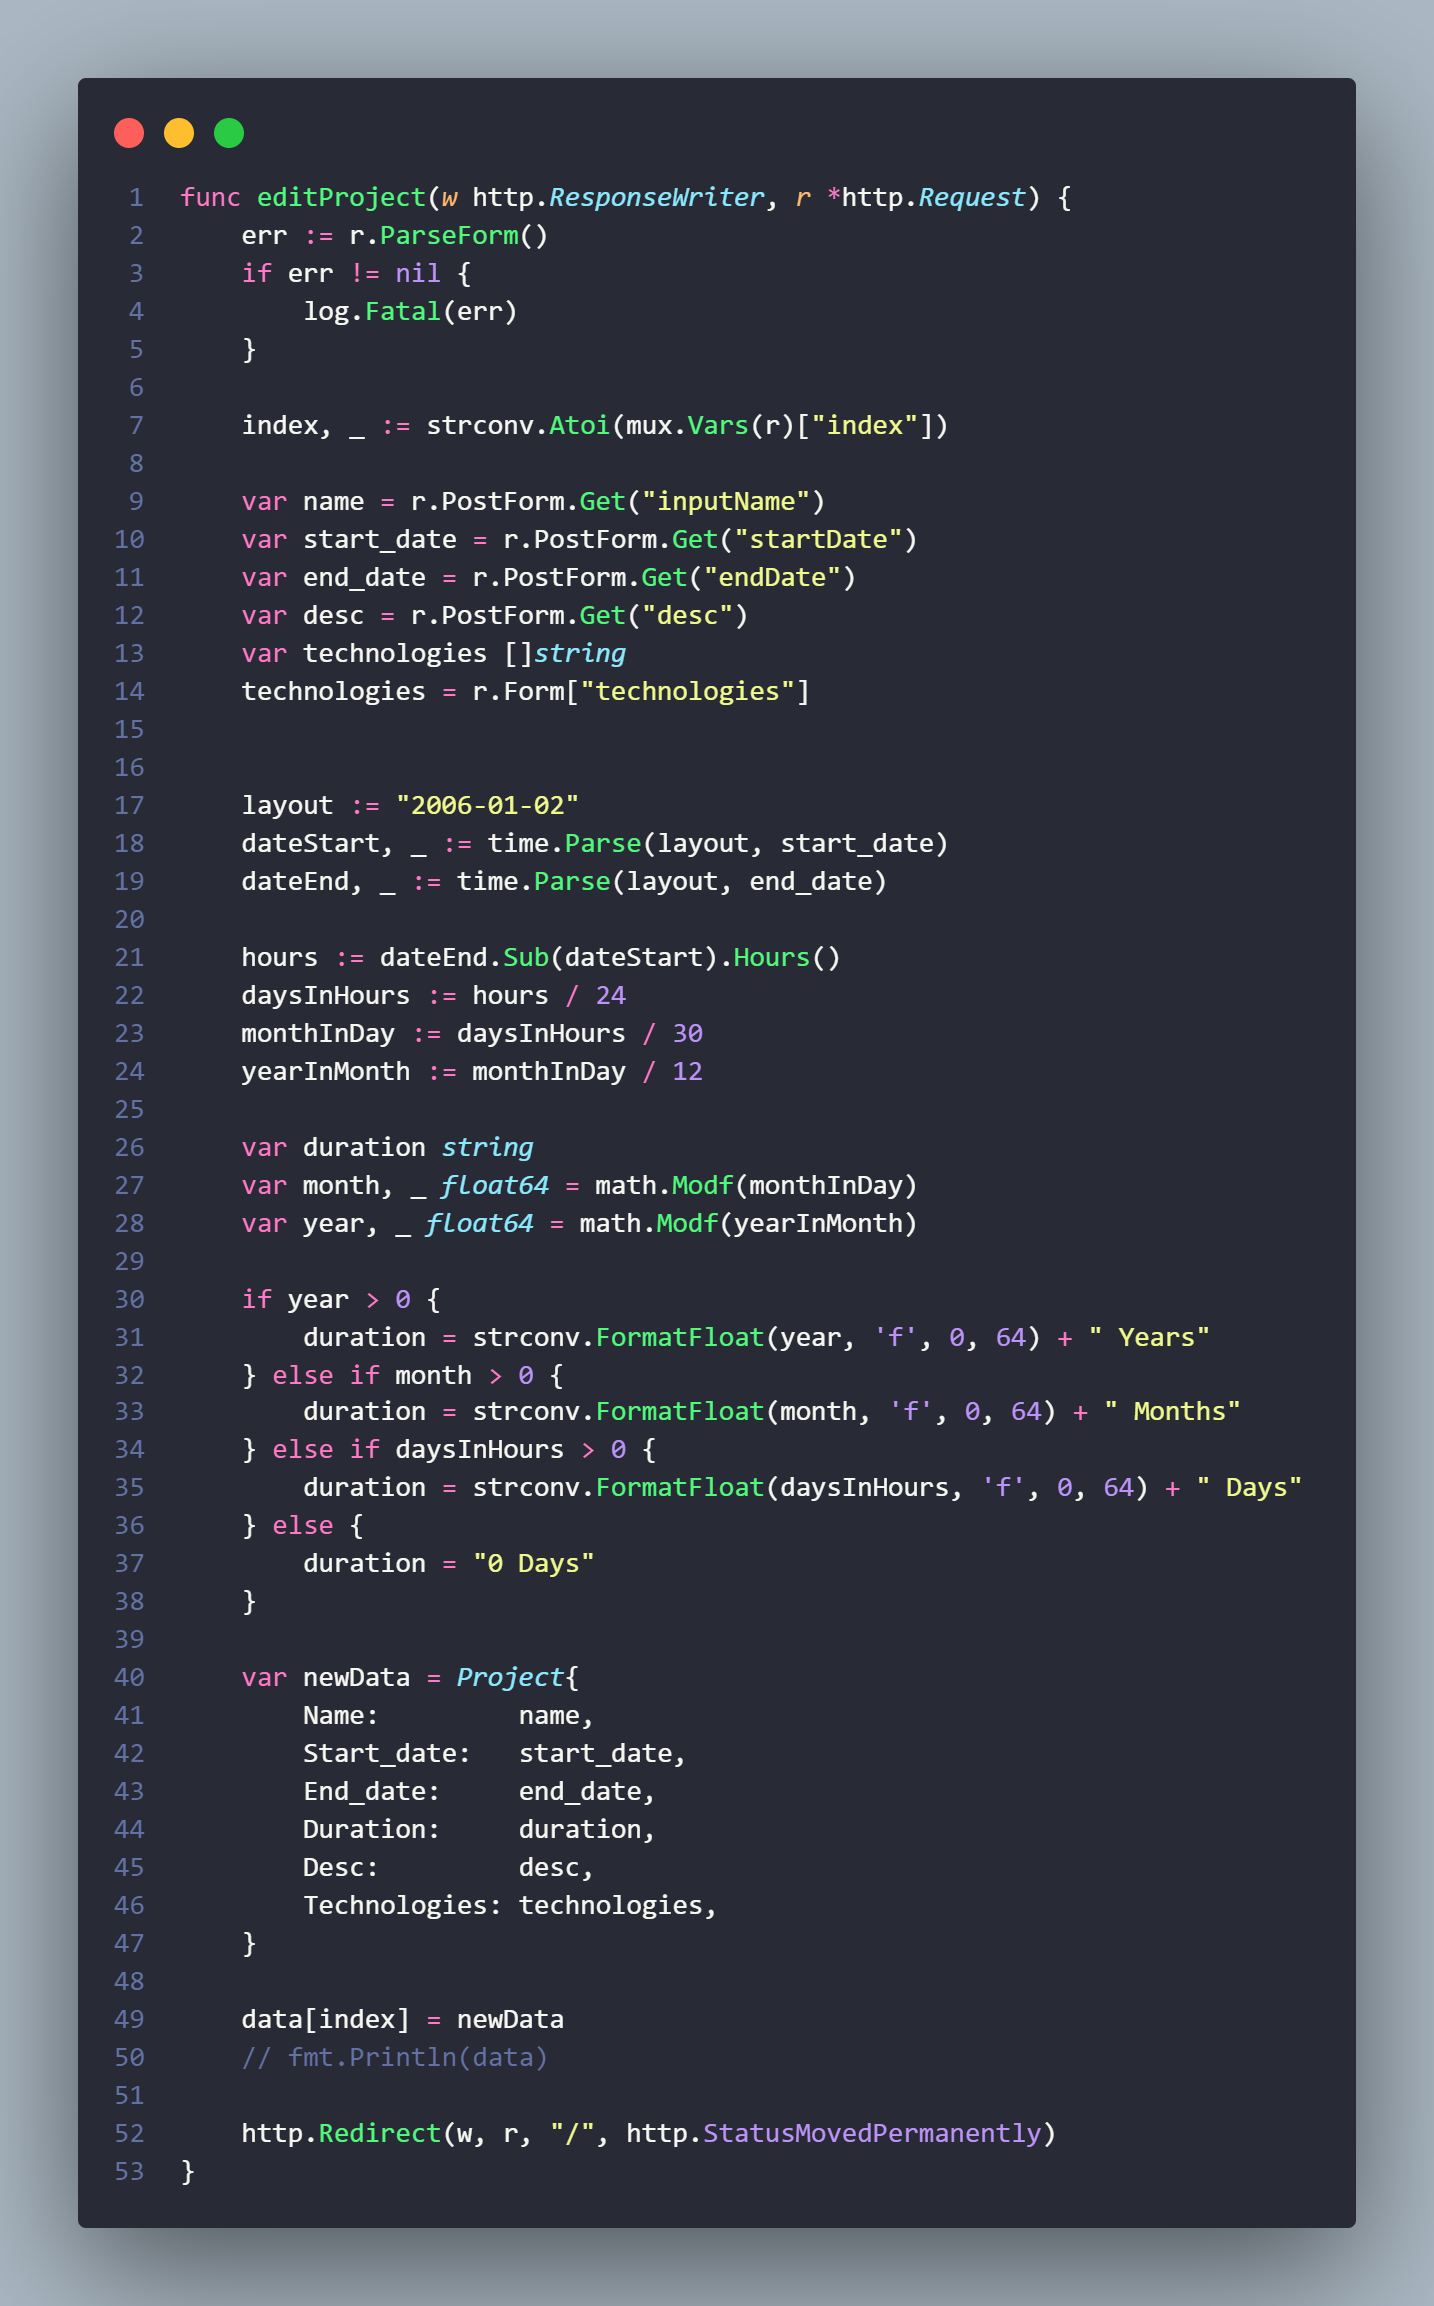 1 func editProject(w http.ResponseWriter, r *http.Request) {
2     err := r.ParseForm()
3     if err != nil {
4         log.Fatal(err)
5     }
6
7     index, _ := strconv.Atoi(mux.Vars(r)["index"])
8
9     var name = r.PostForm.Get("inputName")
10     var start_date = r.PostForm.Get("startDate")
11     var end_date = r.PostForm.Get("endDate")
12     var desc = r.PostForm.Get("desc")
13     var technologies []string
14     technologies = r.Form["technologies"]
15
16
17     layout := "2006-01-02"
18     dateStart, _ := time.Parse(layout, start_date)
19     dateEnd, _ := time.Parse(layout, end_date)
20
21     hours := dateEnd.Sub(dateStart).Hours()
22     daysInHours := hours / 24
23     monthInDay := daysInHours / 30
24     yearInMonth := monthInDay / 12
25
26     var duration string
27     var month, _ float64 = math.Modf(monthInDay)
28     var year, _ float64 = math.Modf(yearInMonth)
29
30     if year > 0 {
31         duration = strconv.FormatFloat(year, 'f', 0, 64) + " Years"
32     } else if month > 0 {
33         duration = strconv.FormatFloat(month, 'f', 0, 64) + " Months"
34     } else if daysInHours > 0 {
35         duration = strconv.FormatFloat(daysInHours, 'f', 0, 64) + " Days"
36     } else {
37         duration = "0 Days"
38     }
39
40     var newData = Project{
41         Name:         name,
42         Start_date:   start_date,
43         End_date:     end_date,
44         Duration:     duration,
45         Desc:         desc,
46         Technologies: technologies,
47     }
48
49     data[index] = newData
50     // fmt.Println(data)
51
52     http.Redirect(w, r, "/", http.StatusMovedPermanently)
53 }